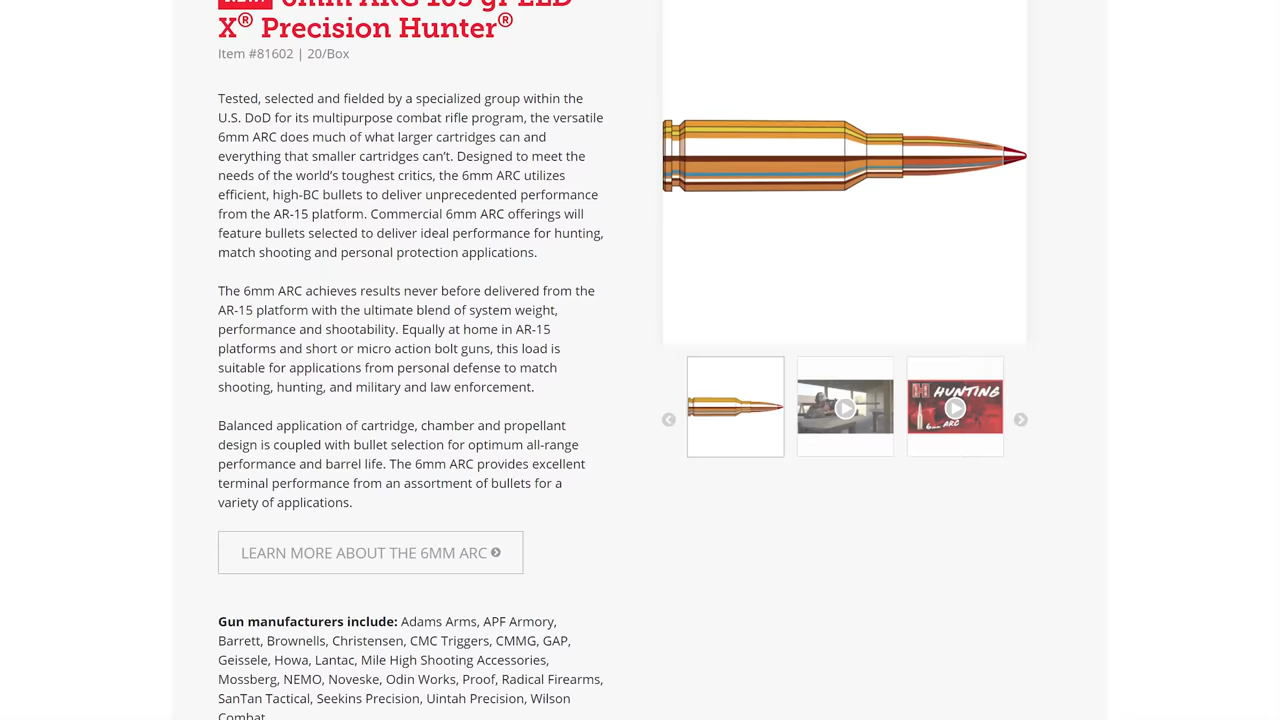 NEW! 6mm ARC 103 gr ELD-
X® Precision Hunter®
Item #81602 | 20/Box
Tested, selected and fielded by a specialized group within the
U.S. DoD for its multipurpose combat rifle program, the versatile
6mm ARC does much of what larger cartridges can and
everything that smaller cartridges can’t. Designed to meet the
needs of the world’s toughest critics, the 6mm ARC utilizes
efficient, high-BC bullets to deliver unprecedented performance
from the AR-15 platform. Commercial 6mm ARC offerings will
feature bullets selected to deliver ideal performance for hunting,
match shooting and personal protection applications.
The 6mm ARC achieves results never before delivered from the
AR-15 platform with the ultimate blend of system weight,
performance and shootability. Equally at home in AR-15
platforms and short or micro action bolt guns, this load is
suitable for applications from personal defense to match
shooting, hunting, and military and law enforcement.
Balanced application of cartridge, chamber and propellant
design is coupled with bullet selection for optimum all-range
performance and barrel life. The 6mm ARC provides excellent
terminal performance from an assortment of bullets for a
variety of applications.
LEARN MORE ABOUT THE 6MM ARC
Gun manufacturers include: Adams Arms, APF Armory,
Barrett, Brownells, Christensen, CMC Triggers, CMMG, GAP,
Geissele, Howa, Lantac, Mile High Shooting Accessories,
Mossberg, NEMO, Noveske, Odin Works, Proof, Radical Firearms,
SanTan Tactical, Seekins Precision, Uintah Precision, Wilson
Combat
H HUNTING
ARC